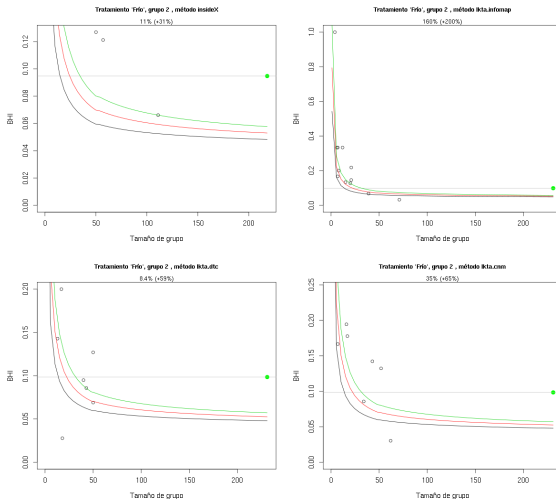 Tratamiento 'Frío', grupo 2 , método insideX
11% (+31%)
BHI
0.00 0.02 0.04 0.06 0.08 0.10 0.12
0 50 100 150 200
Tamaño de grupo
Tratamiento 'Frío', grupo 2 , método lkta.infomap
160% (+200%)
BHI
0.0 0.2 0.4 0.6 0.8 1.0
0 50 100 150 200
Tamaño de grupo
Tratamiento 'Frío', grupo 2 , método lkta.dtc
8.4% (+59%)
BHI
0.00 0.05 0.10 0.15 0.20
0 50 100 150 200
Tamaño de grupo
Tratamiento 'Frío', grupo 2 , método lkta.cnm
35% (+65%)
BHI
0.00 0.05 0.10 0.15 0.20 0.25
0 50 100 150 200
Tamaño de grupo